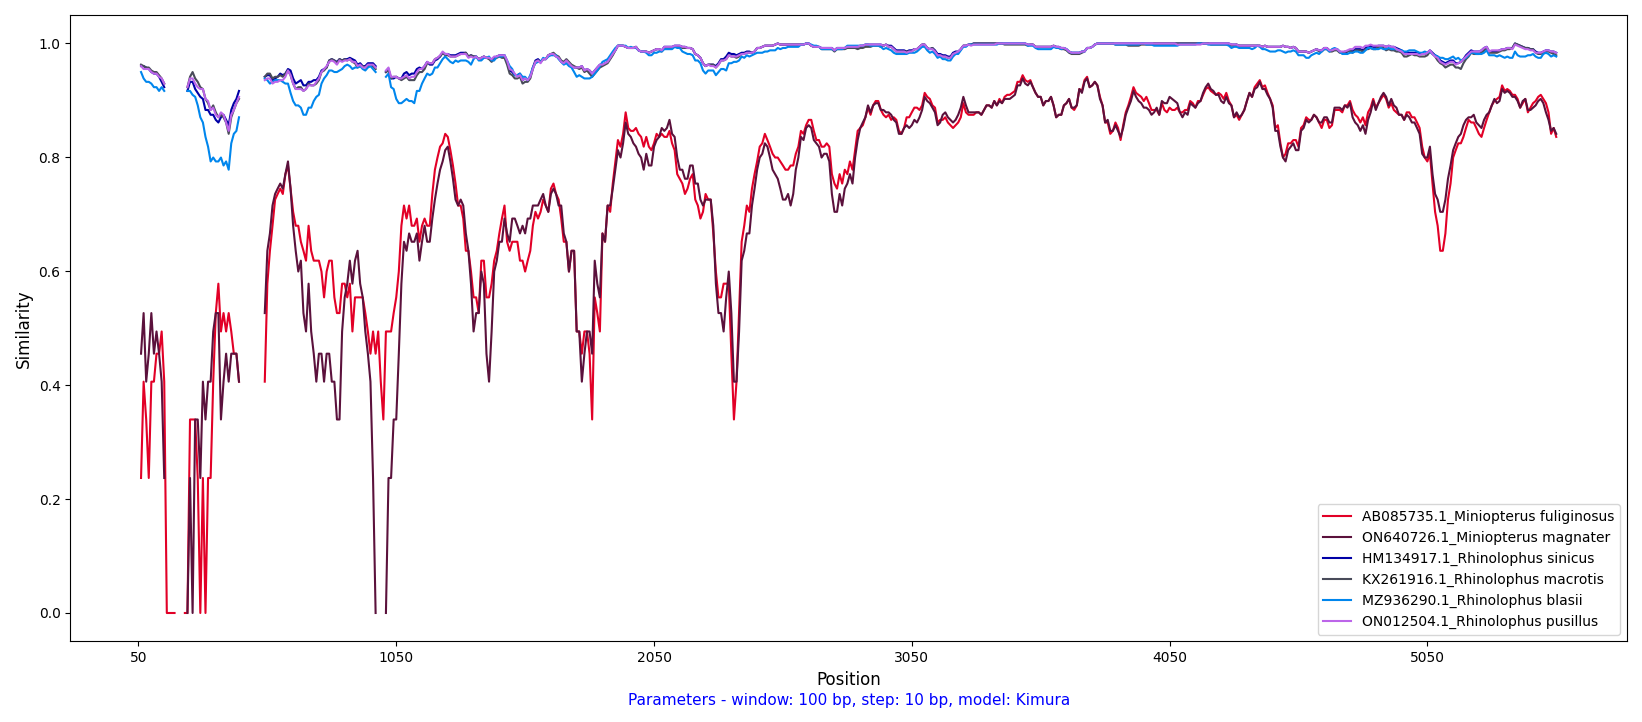 1.0
0.8
0.6
0.4
0.2
0.0
Similarity
AB085735.1_Miniopterus fuliginosus
ON640726.1_Miniopterus magnater
HM134917.1_Rhinolophus sinicus
KX261916.1_Rhinolophus macrotis
MZ936290.1_Rhinolophus blasii
ON012504.1_Rhinolophus pusillus
50 1050 2050 3050 4050 5050
Position
Parameters - window: 100 bp, step: 10 bp, model: Kimura